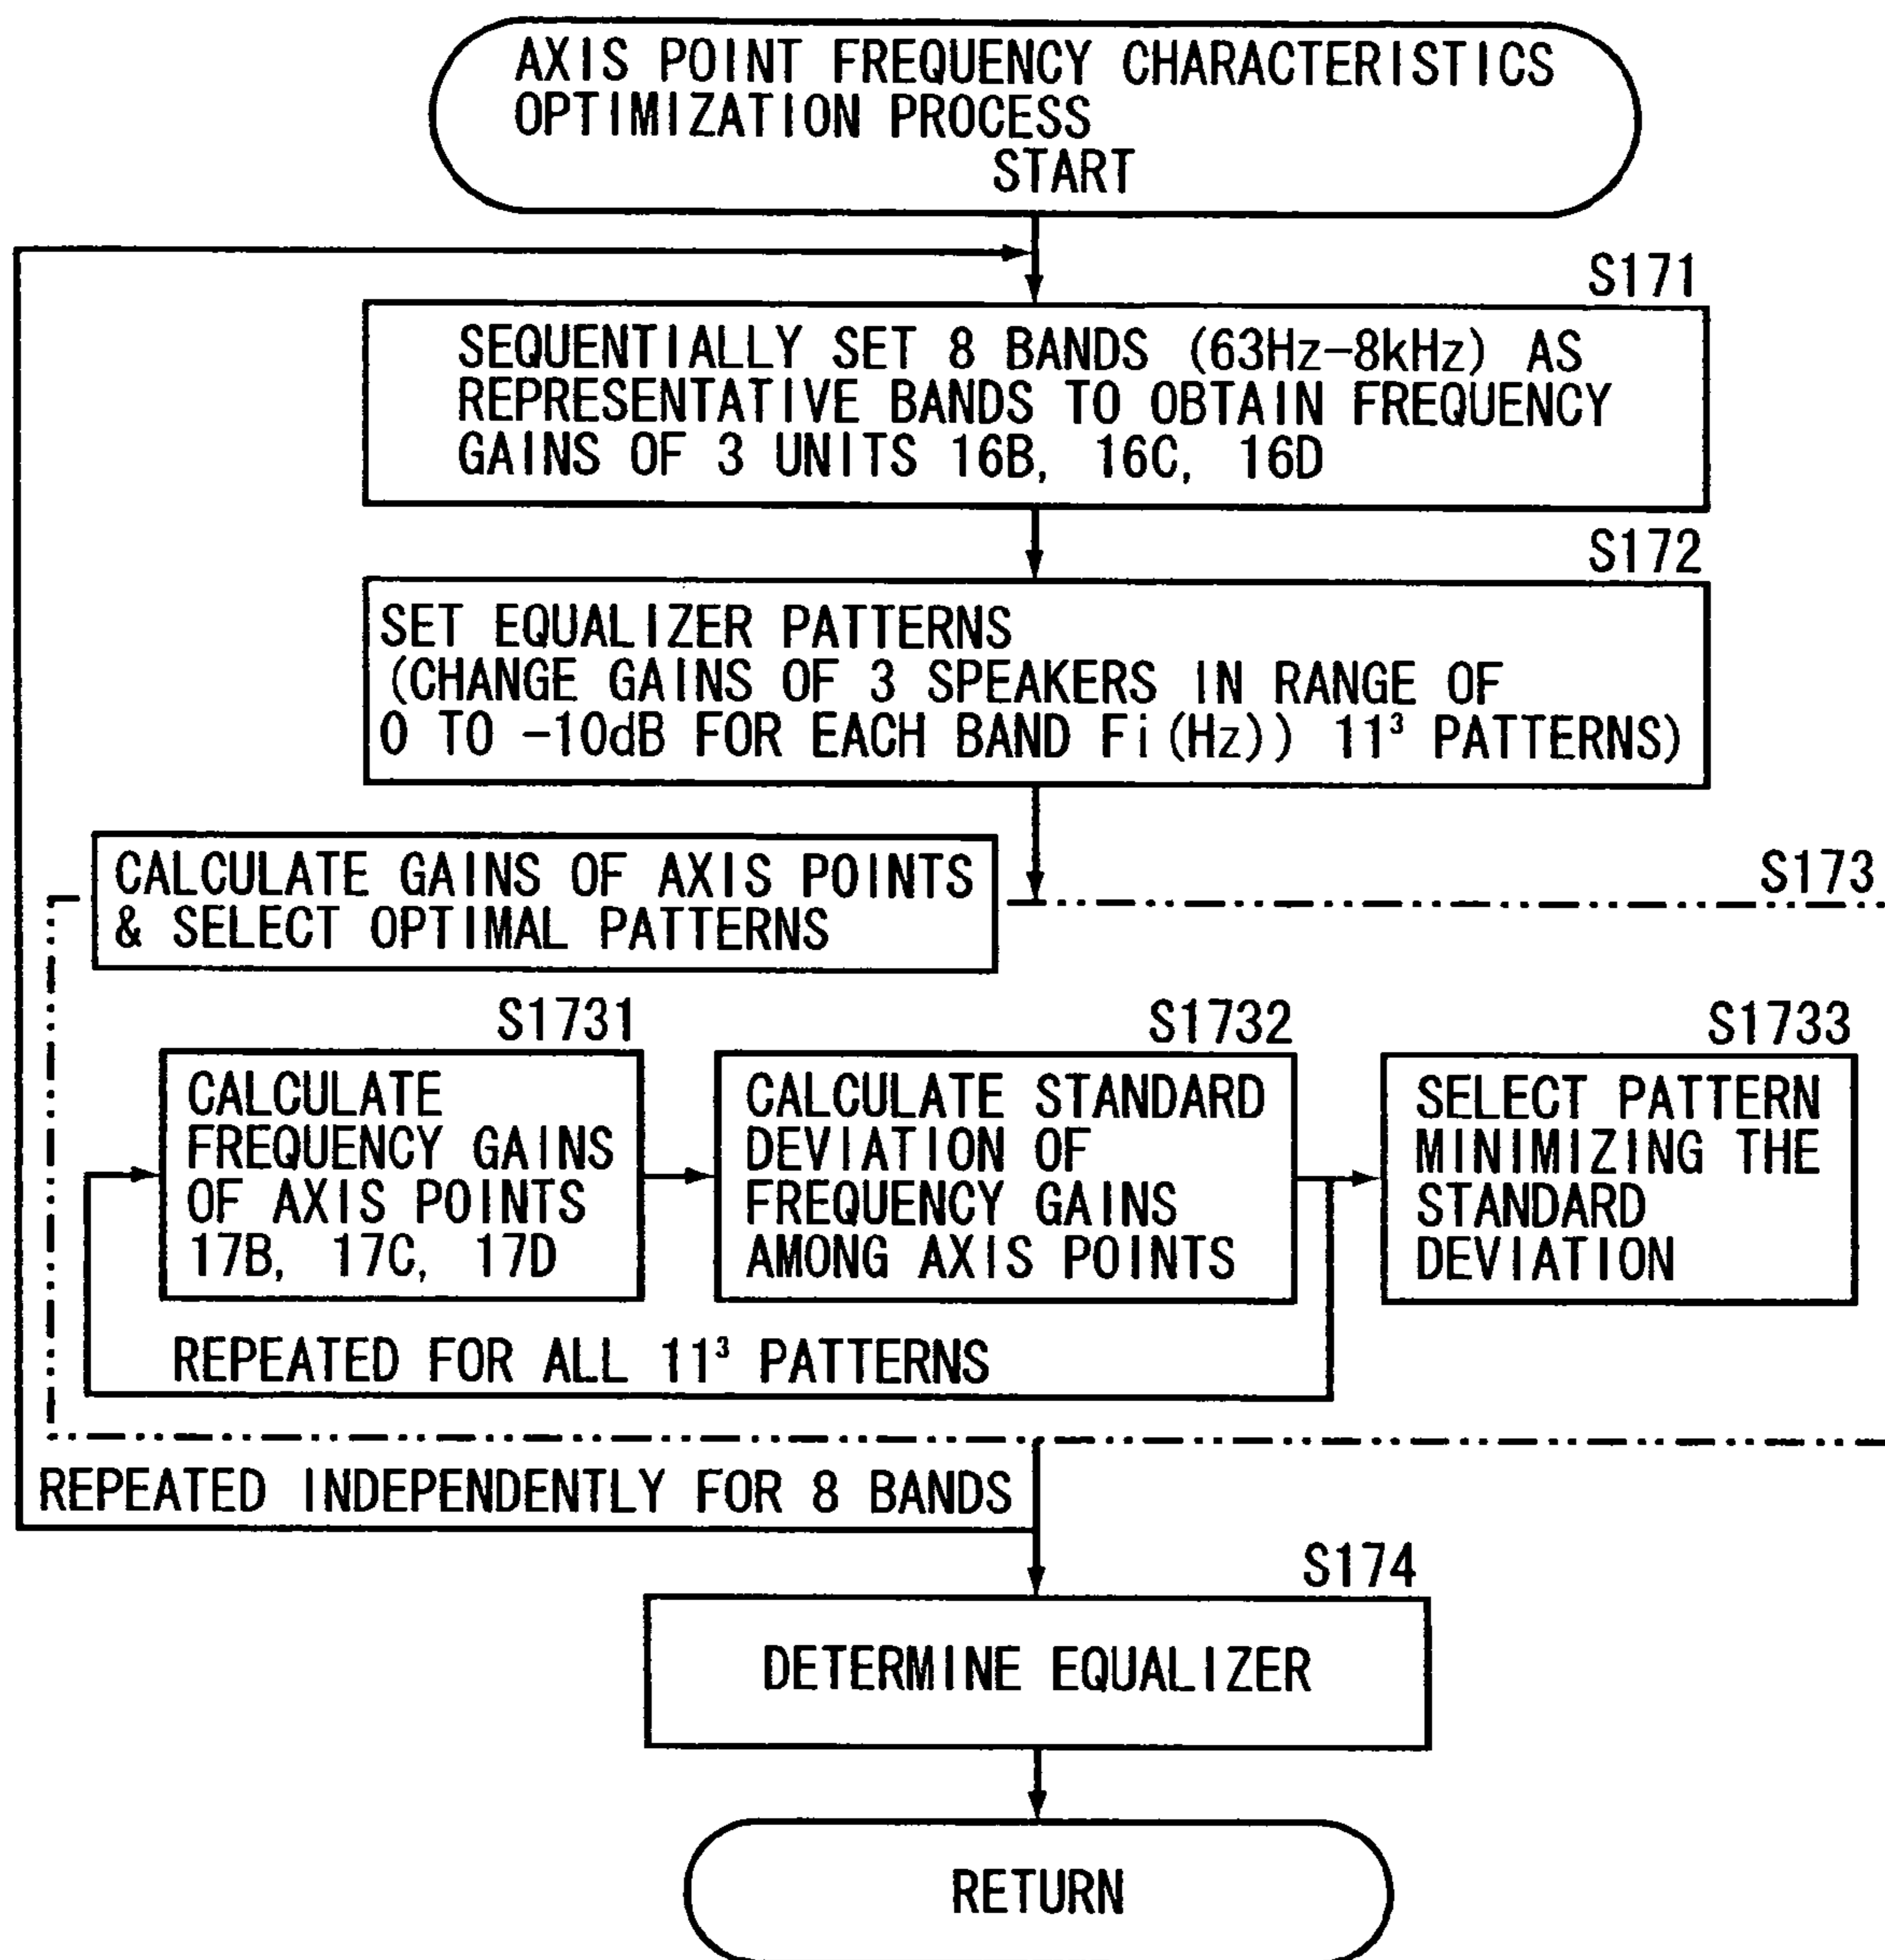 AXIS POINT FREQUENCY CHARACTERISTICS
OPTIMIZATION PROCESS
START
S171
SEQUENTIALLY SET 8 BANDS (63Hz-8kHz) AS
REPRESENTATIVE BANDS TO OBTAIN FREQUENCY
GAINS OF 3 UNITS 16B, 16C, 16D
S172
SET EQUALIZER PATTERNS
(CHANGE GAINS OF 3 SPEAKERS IN RANGE OF
0 TO -10dB FOR EACH BAND Fi(Hz)) 11³ PATTERNS)
CALCULATE GAINS OF AXIS POINTS
& SELECT OPTIMAL PATTERNS
S173
S1731
CALCULATE
FREQUENCY GAINS
OF AXIS POINTS
17B, 17C, 17D
S1732
CALCULATE STANDARD
DEVIATION OF
FREQUENCY GAINS
AMONG AXIS POINTS
S1733
SELECT PATTERN
MINIMIZING THE
STANDARD
DEVIATION
REPEATED FOR ALL 11³ PATTERNS
REPEATED INDEPENDENTLY FOR 8 BANDS
S174
DETERMINE EQUALIZER
RETURN